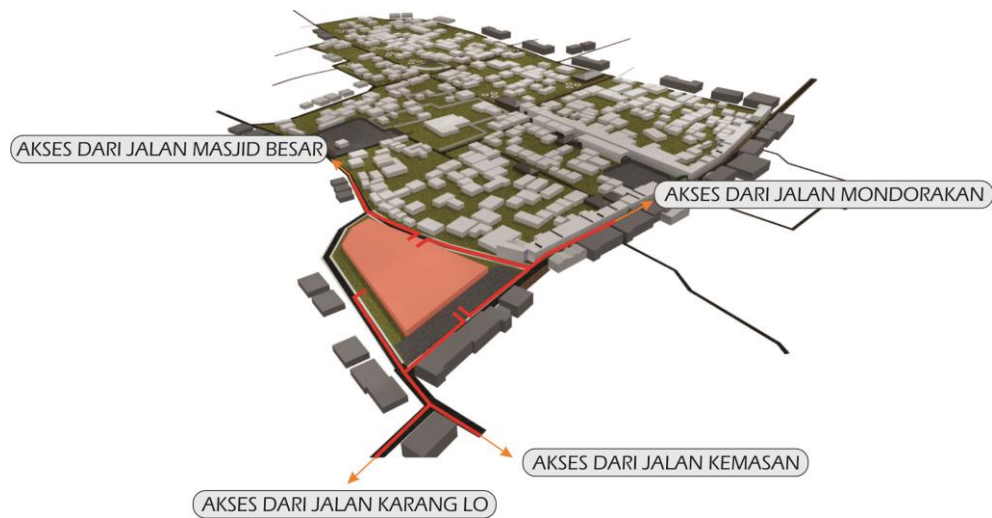 AKSES DARI JALAN MASJID BESAR
AKSES DARI JALAN MONDORAKAN
AKSES DARI JALAN KEMASAN
AKSES DARI JALAN KARANG LO